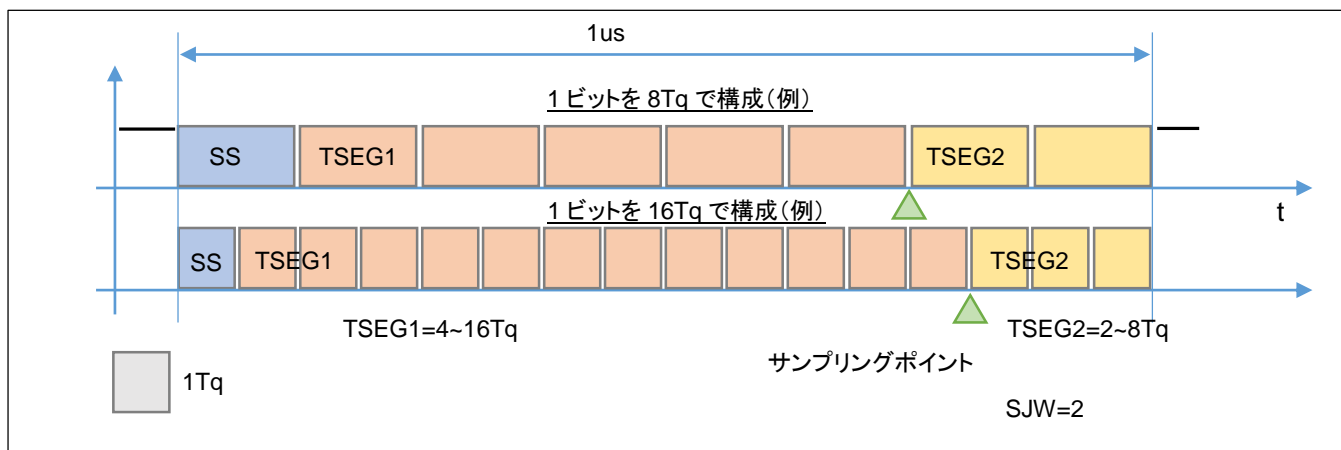 1us
1 ビットを 8Tq で構成（例）
SS TSEG1 TSEG2
1 ビットを 16Tq で構成（例）
t
SS TSEG1 TSEG2
TSEG1=4~16Tq
TSEG2=2~8Tq
サンプリングポイント
1Tq
SJW=2